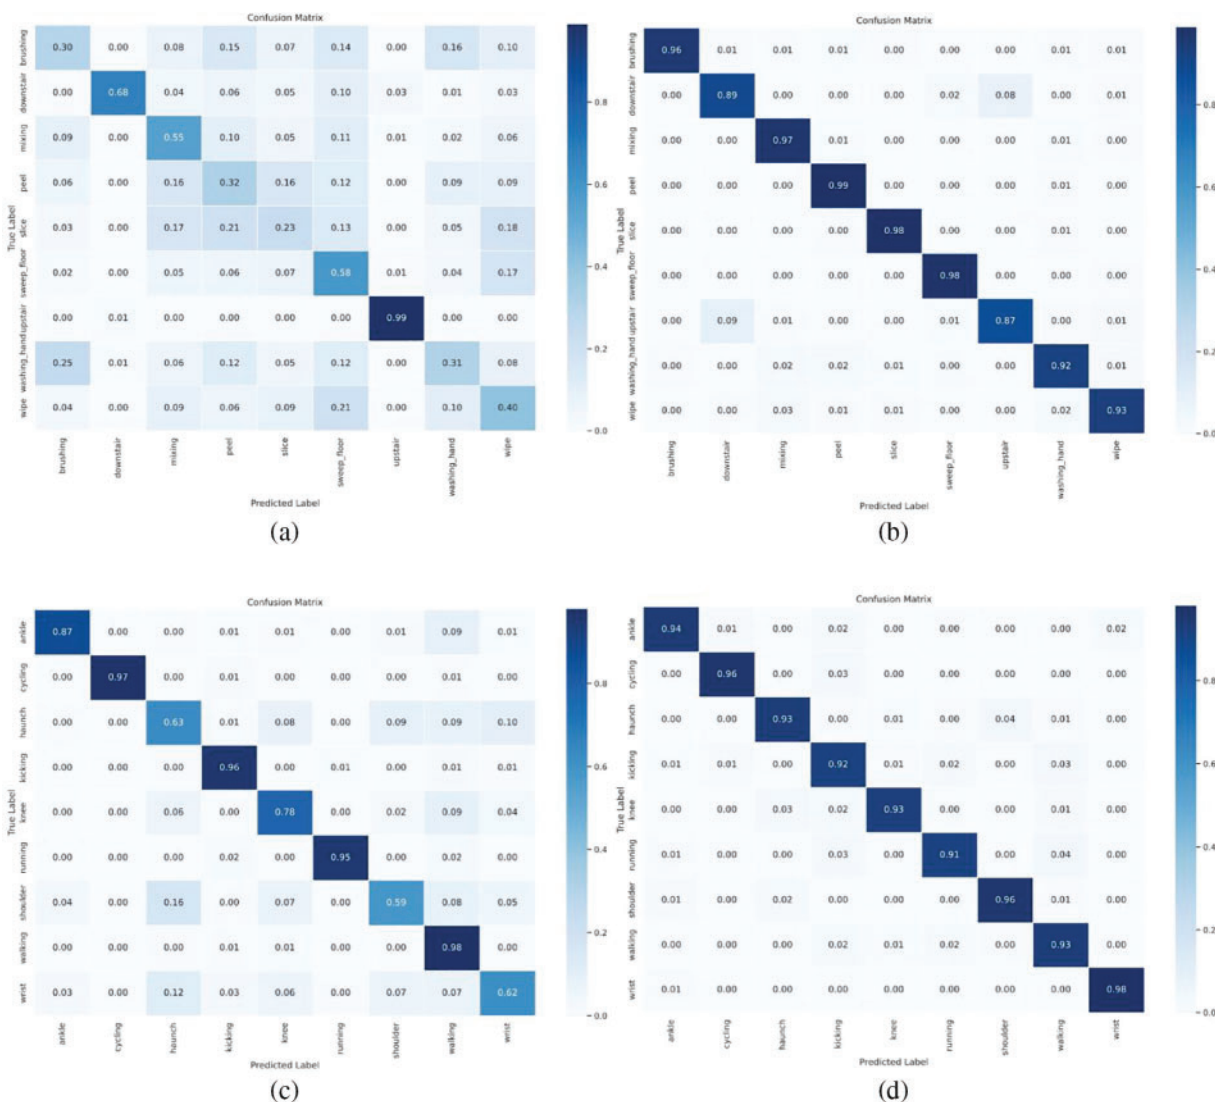 Confusion Matrix
brushing 0.30 0.00 0.08 0.15 0.07 0.14 0.00 0.16 0.10
downstair 0.00 0.68 0.04 0.06 0.05 0.10 0.03 0.01 0.03
mixing 0.09 0.00 0.55 0.10 0.05 0.11 0.01 0.02 0.06
peel 0.06 0.00 0.16 0.32 0.16 0.12 0.00 0.09 0.09
slice 0.03 0.00 0.17 0.21 0.23 0.13 0.00 0.05 0.18
sweep_floor 0.02 0.00 0.05 0.06 0.07 0.58 0.01 0.04 0.17
upstair 0.00 0.01 0.00 0.00 0.00 0.00 0.99 0.00 0.00
washing_hand 0.25 0.01 0.06 0.12 0.05 0.12 0.00 0.31 0.08
wipe 0.04 0.00 0.09 0.06 0.09 0.21 0.00 0.10 0.40
True Label
brushing downstair mixing peel slice sweep_floor upstair washing_hand wipe
Predicted Label
0.8
0.6
0.4
0.2
0.0
(a)
Confusion Matrix
brushing 0.96 0.01 0.01 0.01 0.00 0.00 0.00 0.01 0.01
downstair 0.00 0.89 0.00 0.00 0.00 0.02 0.08 0.00 0.01
mixing 0.00 0.00 0.97 0.01 0.00 0.00 0.00 0.01 0.00
peel 0.00 0.00 0.00 0.99 0.00 0.00 0.00 0.01 0.00
slice 0.00 0.00 0.00 0.00 0.98 0.00 0.00 0.01 0.00
sweep_floor 0.00 0.00 0.00 0.00 0.00 0.98 0.00 0.00 0.00
upstair 0.00 0.09 0.01 0.00 0.00 0.01 0.87 0.00 0.01
washing_hand 0.00 0.00 0.02 0.02 0.01 0.00 0.00 0.92 0.01
wipe 0.00 0.00 0.03 0.01 0.01 0.00 0.00 0.02 0.93
True Label
brushing downstair mixing peel slice sweep_floor upstair washing_hand wipe
Predicted Label
0.8
0.6
0.4
0.2
0.0
(b)
Confusion Matrix
ankle 0.87 0.00 0.00 0.01 0.01 0.00 0.01 0.09 0.01
cycling 0.00 0.97 0.00 0.01 0.00 0.00 0.00 0.01 0.00
haunch 0.00 0.00 0.63 0.01 0.08 0.00 0.09 0.09 0.10
kicking 0.00 0.00 0.00 0.96 0.00 0.01 0.00 0.01 0.01
knee 0.00 0.00 0.06 0.00 0.78 0.00 0.02 0.09 0.04
running 0.00 0.00 0.00 0.02 0.00 0.95 0.00 0.02 0.00
shoulder 0.04 0.00 0.16 0.00 0.07 0.00 0.59 0.08 0.05
walking 0.00 0.00 0.00 0.01 0.01 0.00 0.00 0.98 0.00
wrist 0.03 0.00 0.12 0.03 0.06 0.00 0.07 0.07 0.62
True Label
ankle cycling haunch kicking knee running shoulder walking wrist
Predicted Label
0.8
0.6
0.4
0.2
0.0
(c)
Confusion Matrix
ankle 0.94 0.01 0.00 0.02 0.00 0.00 0.00 0.00 0.02
cycling 0.00 0.96 0.00 0.03 0.00 0.00 0.00 0.00 0.00
haunch 0.00 0.00 0.93 0.00 0.01 0.00 0.04 0.01 0.00
kicking 0.01 0.01 0.00 0.92 0.01 0.02 0.00 0.03 0.00
knee 0.00 0.00 0.03 0.02 0.93 0.00 0.00 0.01 0.00
running 0.01 0.00 0.00 0.03 0.00 0.91 0.00 0.04 0.00
shoulder 0.01 0.00 0.02 0.00 0.00 0.00 0.96 0.01 0.00
walking 0.00 0.00 0.00 0.02 0.01 0.02 0.00 0.93 0.00
wrist 0.01 0.00 0.00 0.00 0.00 0.00 0.00 0.00 0.98
True Label
ankle cycling haunch kicking knee running shoulder walking wrist
Predicted Label
0.8
0.6
0.4
0.2
0.0
(d)